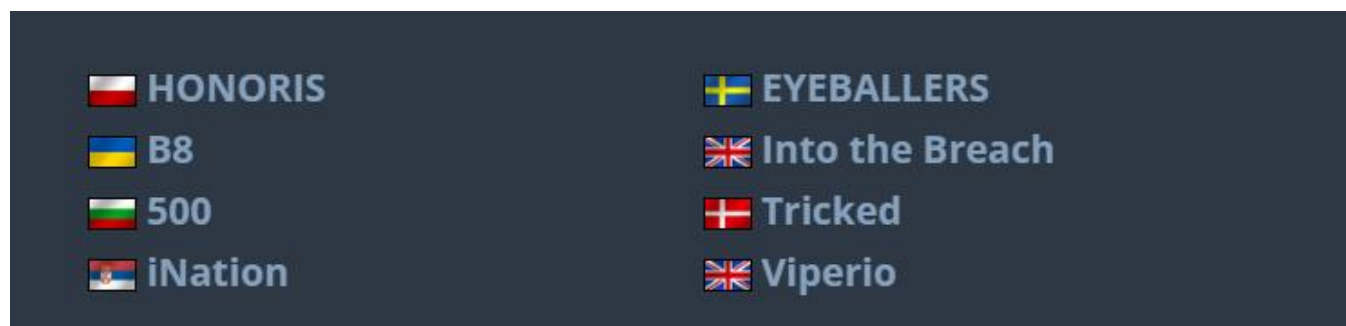 HONORIS
B8
500
iNation
EYEBALLERS
Into the Breach
Tricked
Viperio